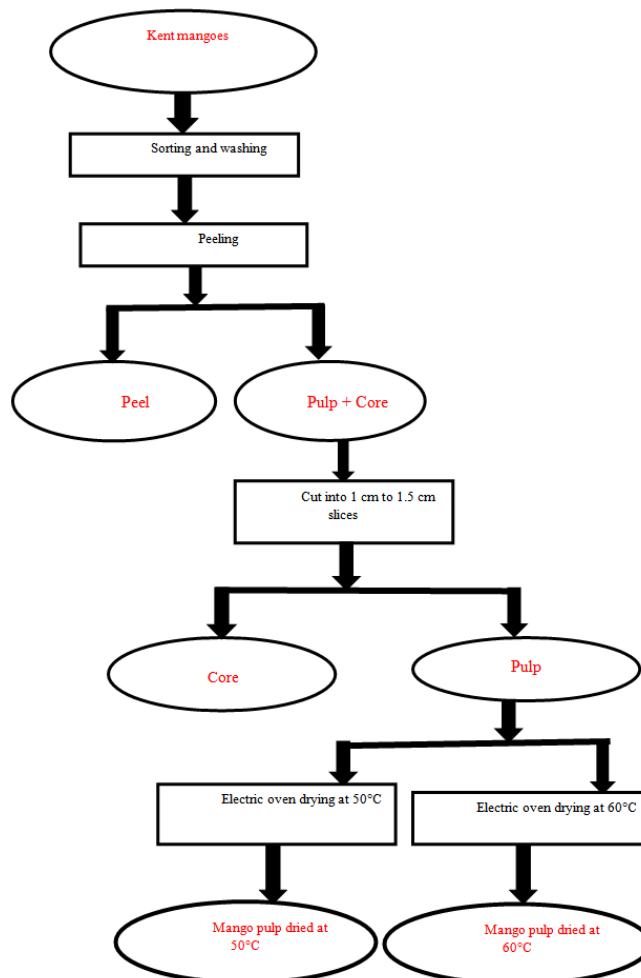 Kent mangoes
Sorting and washing
Peeling
Peel
Pulp + Core
Cut into 1 cm to 1.5 cm
slices
Core
Pulp
Electric oven drying at 50°C
Electric oven drying at 60°C
Mango pulp dried at
50°C
Mango pulp dried at
60°C